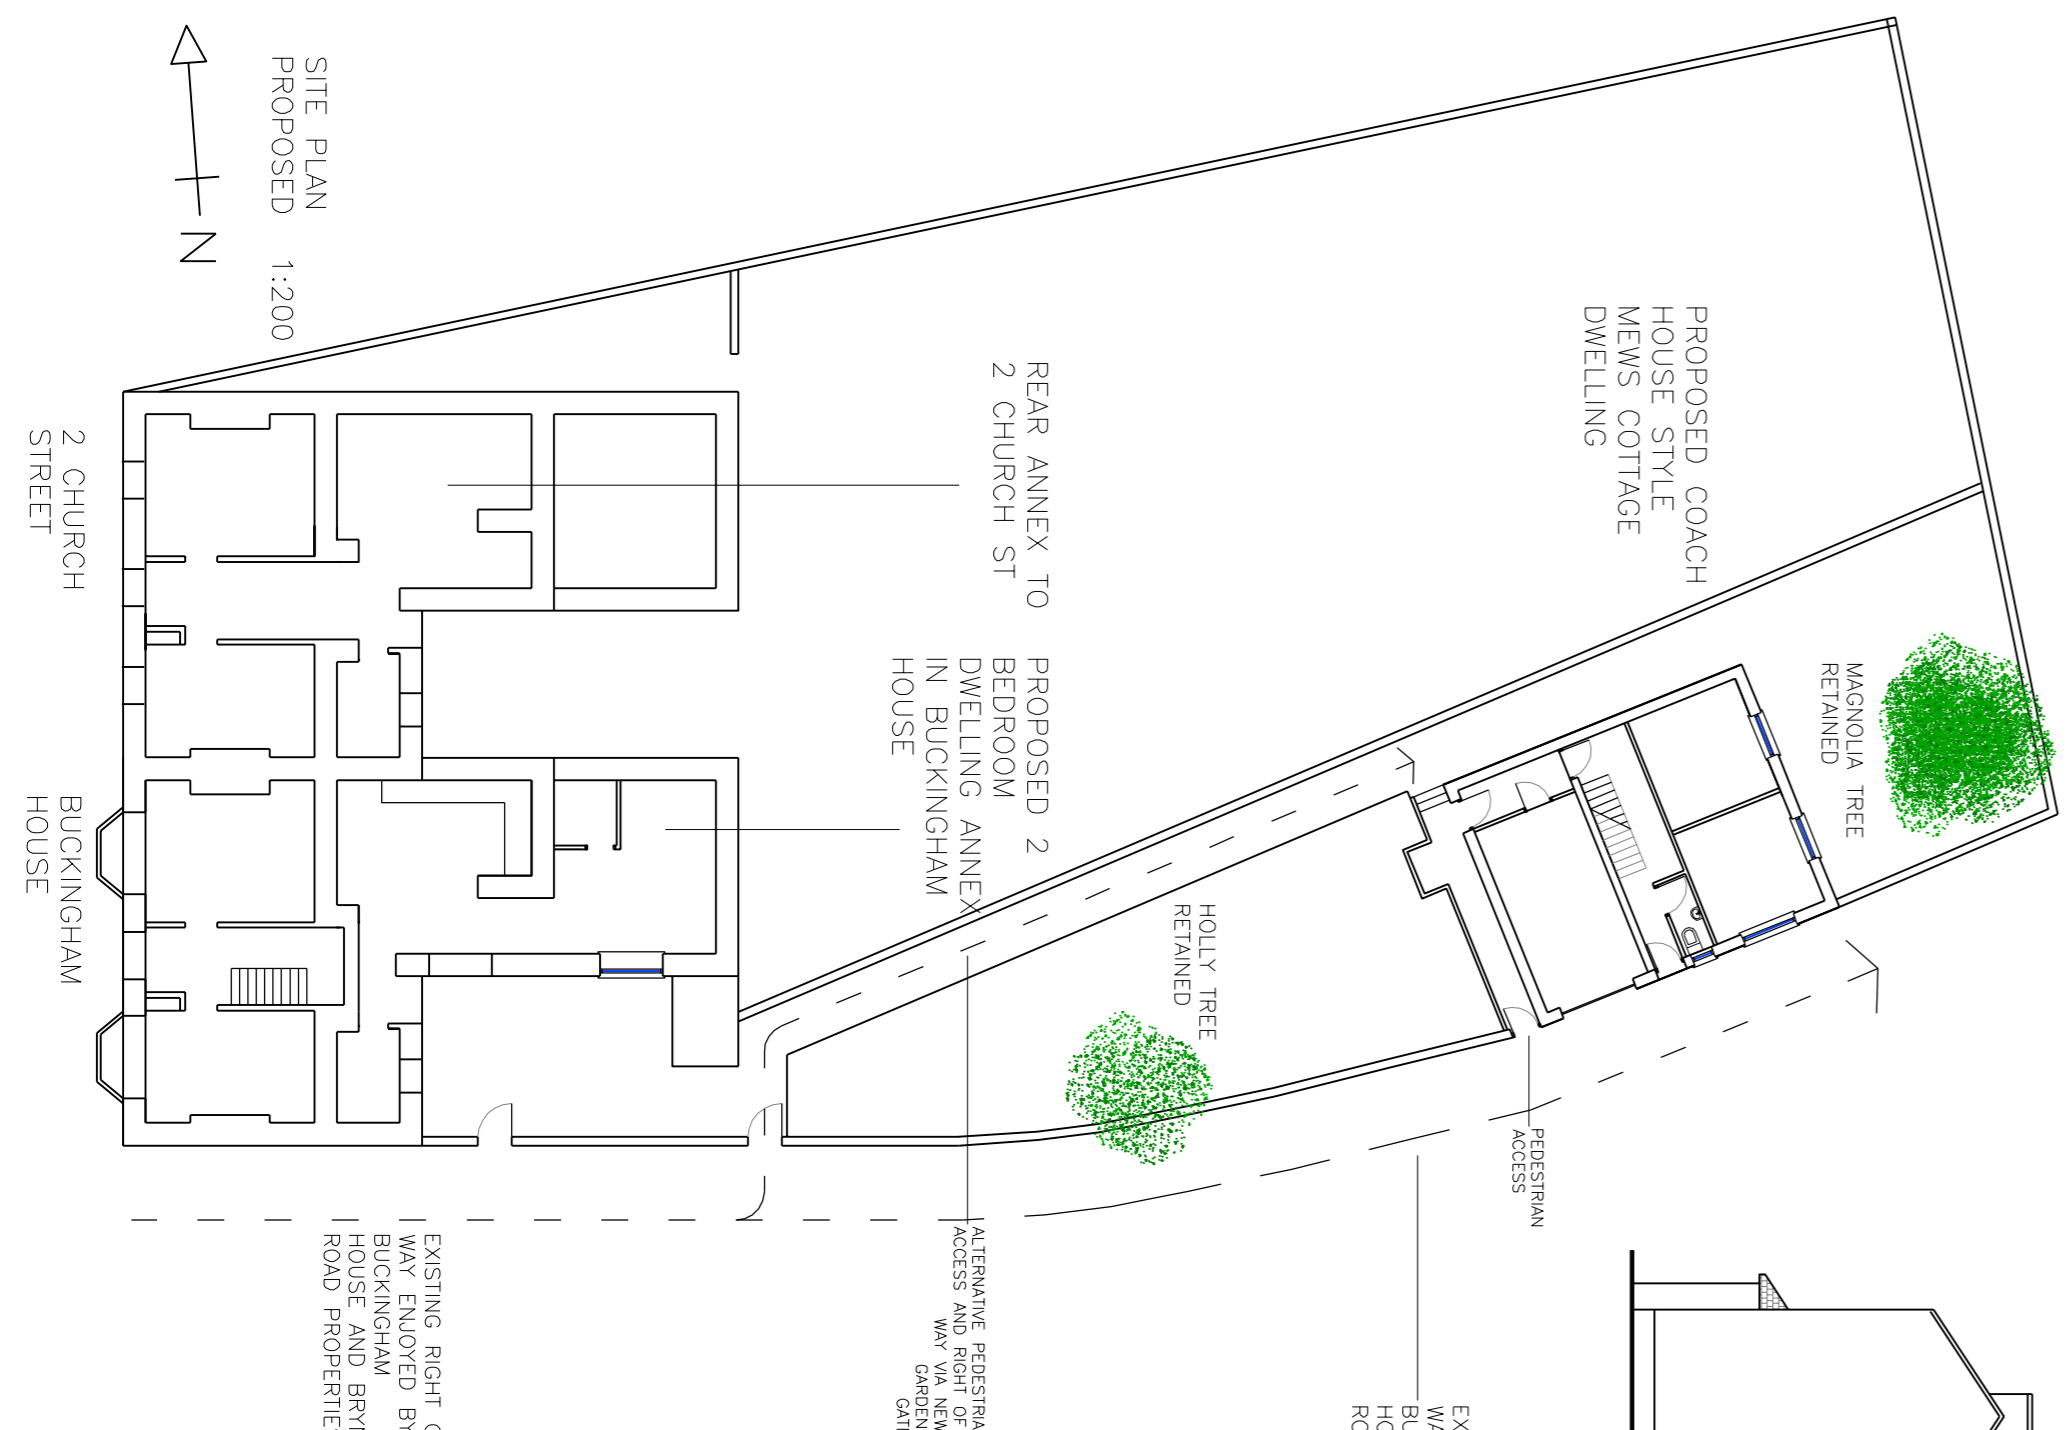 SITE PLAN
PROPOSED 1:200
N
2 CHURCH
STREET
BUCKINGHAM
HOUSE
REAR ANNEX TO
2 CHURCH ST
PROPOSED 2
BEDROOM
DWELLING ANNEX
IN BUCKINGHAM
HOUSE
PROPOSED COACH
HOUSE STYLE
MEWS COTTAGE
DWELLING
MAGNOLIA TREE
RETAINED
HOLLY TREE
RETAINED
PEDESTRIAN
ACCESS
ALTERNATIVE
ACCESS AND RIGHT OF
WAY VIA NEW
GARDEN
EXISTING RIGHT
WAY ENJOYED BY
BUCKINGHAM
HOUSE AND
ROAD